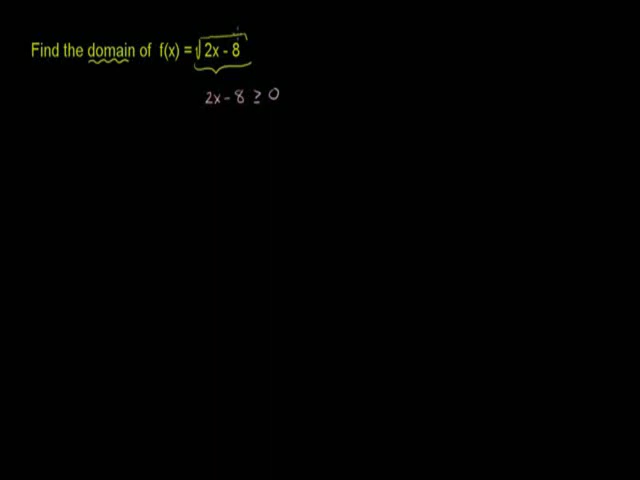 Find the domain of f(x) = √2x - 8
2x - 8 ≥ 0